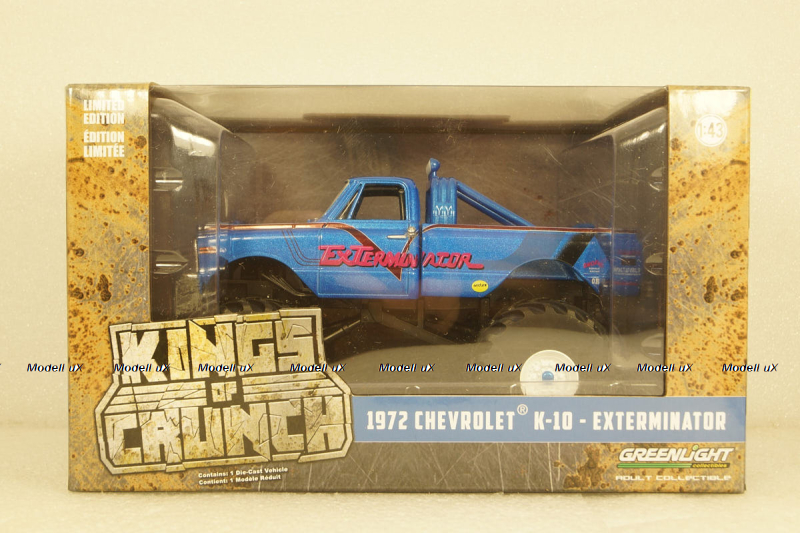 LIMITED
EDITION
ÉDITION
LIMITÉE
1:43
EXTERMINATOR
KINGS
OF
CRUNCH
Modell uX Modell uX Modell uX Modell uX Modell uX Modell uX Modell uX Modell uX Modell uX
1972 CHEVROLET® K-10 - EXTERMINATOR
Contains: 1 Die-Cast Vehicle
Contient: 1 Modèle Réduit
GREENLIGHT
collectibles
ADULT COLLECTIBLE